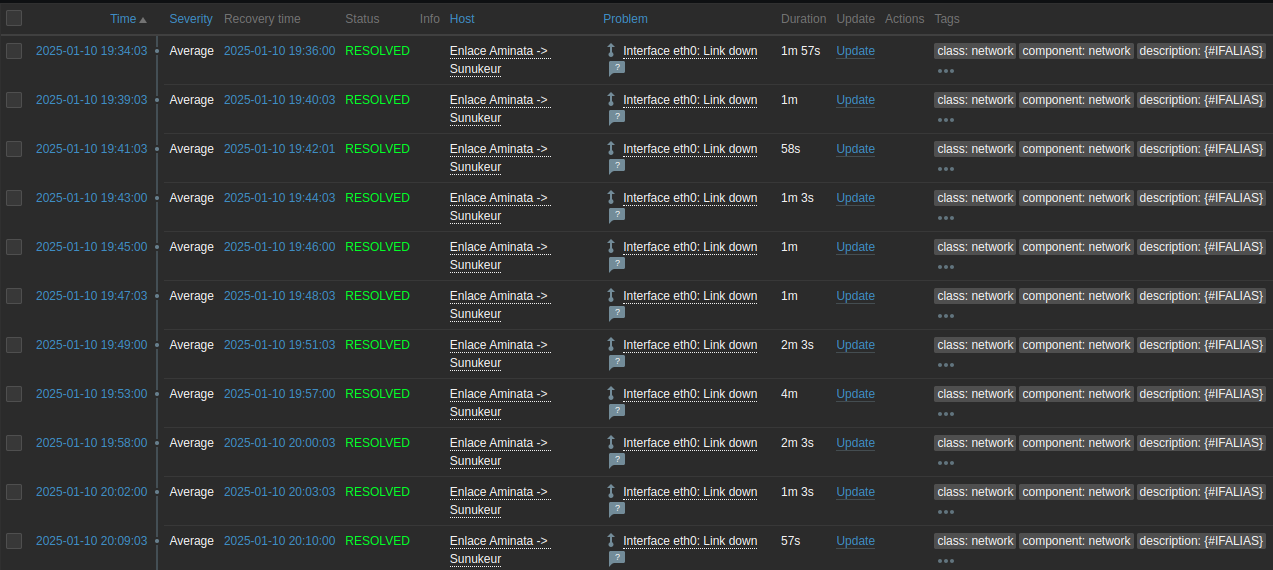 Time Severity Recovery time Status Info Host Problem Duration Update Actions Tags
2025-01-10 19:34:03 Average 2025-01-10 19:36:00 RESOLVED Enlace Aminata -> Interface eth0: Link down 1m 57s Update class: network component: network description: {#IFALIAS}
Sunukeur ? •••
2025-01-10 19:39:03 Average 2025-01-10 19:40:03 RESOLVED Enlace Aminata -> Interface eth0: Link down 1m Update class: network component: network description: {#IFALIAS}
Sunukeur ? •••
2025-01-10 19:41:03 Average 2025-01-10 19:42:01 RESOLVED Enlace Aminata -> Interface eth0: Link down 58s Update class: network component: network description: {#IFALIAS}
Sunukeur ? •••
2025-01-10 19:43:00 Average 2025-01-10 19:44:03 RESOLVED Enlace Aminata -> Interface eth0: Link down 1m 3s Update class: network component: network description: {#IFALIAS}
Sunukeur ? •••
2025-01-10 19:45:00 Average 2025-01-10 19:46:00 RESOLVED Enlace Aminata -> Interface eth0: Link down 1m Update class: network component: network description: {#IFALIAS}
Sunukeur ? •••
2025-01-10 19:47:03 Average 2025-01-10 19:48:03 RESOLVED Enlace Aminata -> Interface eth0: Link down 1m Update class: network component: network description: {#IFALIAS}
Sunukeur ? •••
2025-01-10 19:49:00 Average 2025-01-10 19:51:03 RESOLVED Enlace Aminata -> Interface eth0: Link down 2m 3s Update class: network component: network description: {#IFALIAS}
Sunukeur ? •••
2025-01-10 19:53:00 Average 2025-01-10 19:57:00 RESOLVED Enlace Aminata -> Interface eth0: Link down 4m Update class: network component: network description: {#IFALIAS}
Sunukeur ? •••
2025-01-10 19:58:00 Average 2025-01-10 20:00:03 RESOLVED Enlace Aminata -> Interface eth0: Link down 2m 3s Update class: network component: network description: {#IFALIAS}
Sunukeur ? •••
2025-01-10 20:02:00 Average 2025-01-10 20:03:03 RESOLVED Enlace Aminata -> Interface eth0: Link down 1m 3s Update class: network component: network description: {#IFALIAS}
Sunukeur ? •••
2025-01-10 20:09:03 Average 2025-01-10 20:10:00 RESOLVED Enlace Aminata -> Interface eth0: Link down 57s Update class: network component: network description: {#IFALIAS}
Sunukeur ? •••